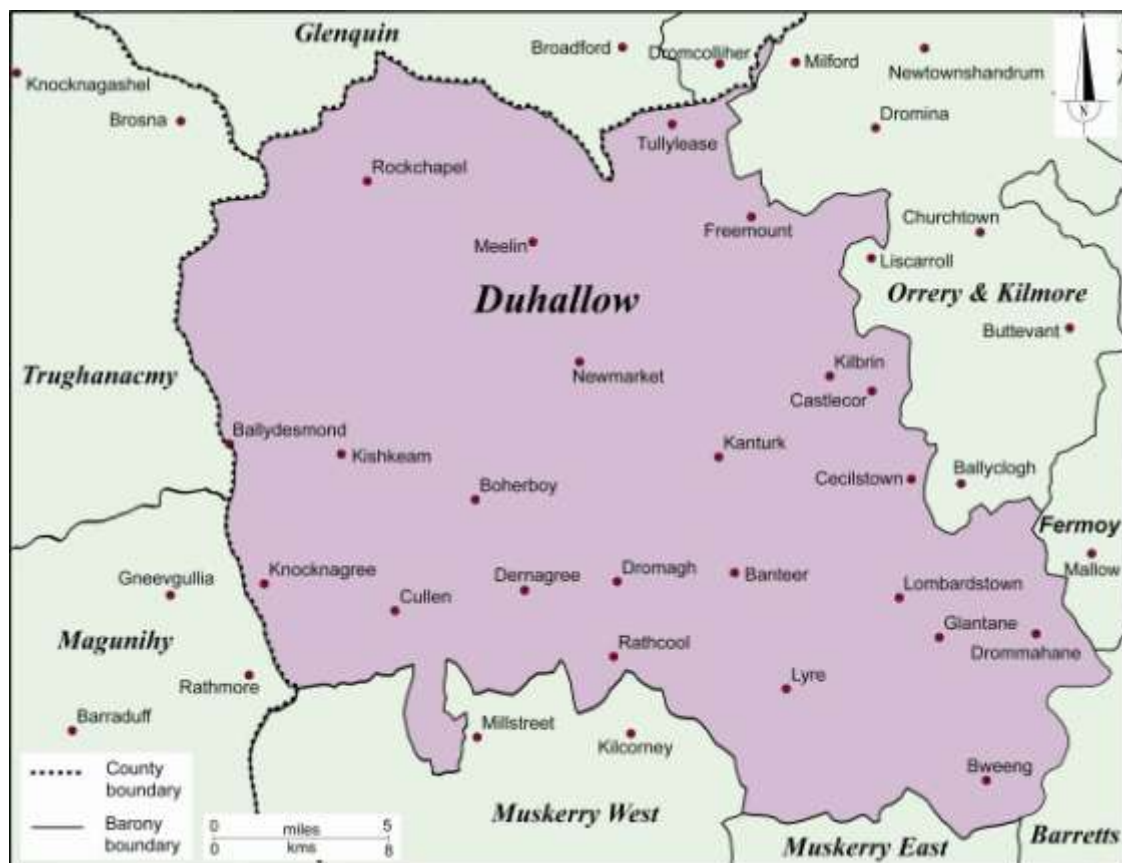 Glenquin
Broadford
Dromcolliher
Milford
Newtownshandrum
Knocknagashel
Brosna
Dromina
N
Tullylease
Rockchapel
Freemount
Churchtown
Meelin
Liscarroll
Duhallow
Orrery & Kilmore
Buttevant
Kilbrin
Trughanacmy
Newmarket
Castlecor
Ballydesmond
Kishkeam
Kanturk
Cecilstown
Ballyclogh
Boherboy
Fermoy
Mallow
Gneevgullia
Knocknagree
Dernagree
Dromagh
Banteer
Lombardstown
Cullen
Glantane
Magunihy
Rathcool
Drommahane
Rathmore
Lyre
Barraduff
Millstreet
Kilcorney
County
boundary
Bweeng
Barony
boundary
0 miles 5
0 kms 8
Muskerry West
Muskerry East
Barretts